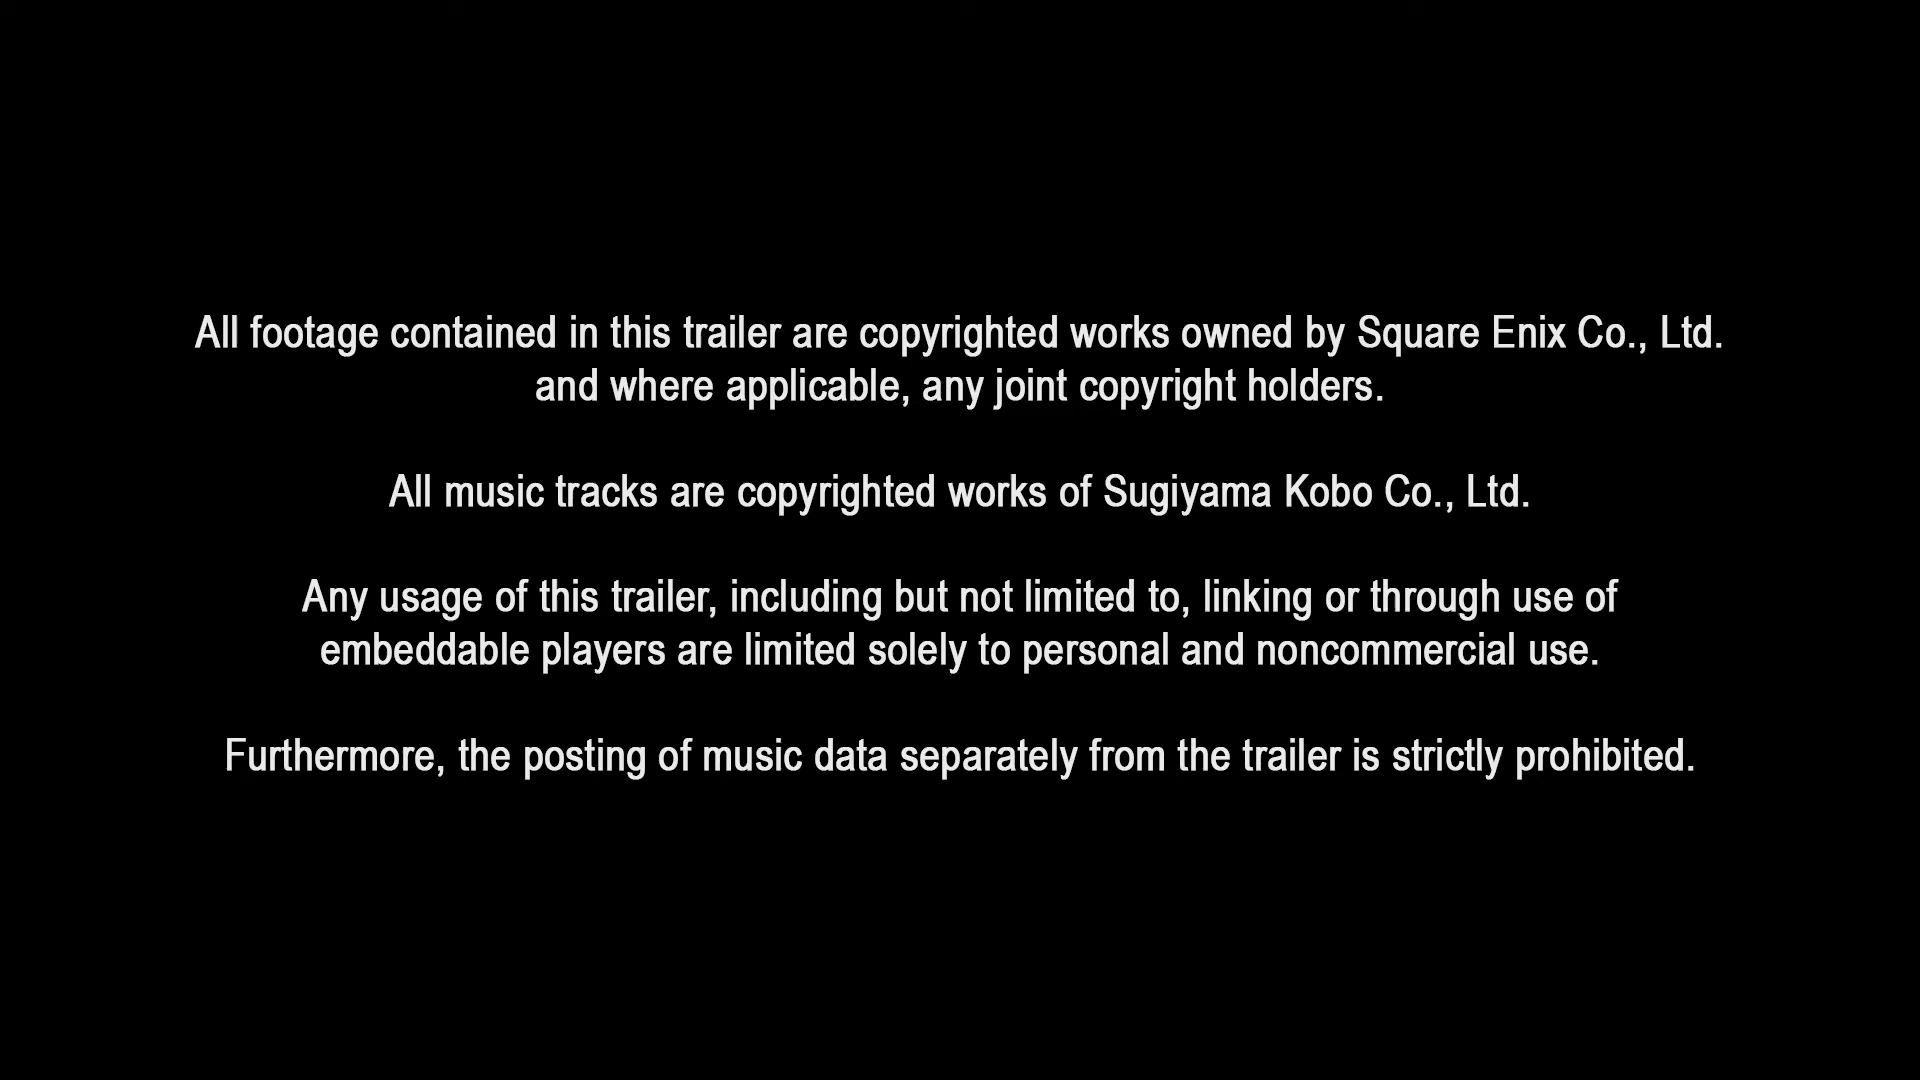 All footage contained in this trailer are copyrighted works owned by Square Enix Co., Ltd.
and where applicable, any joint copyright holders.
All music tracks are copyrighted works of Sugiyama Kobo Co., Ltd.
Any usage of this trailer, including but not limited to, linking or through use of
embeddable players are limited solely to personal and noncommercial use.
Furthermore, the posting of music data separately from the trailer is strictly prohibited.